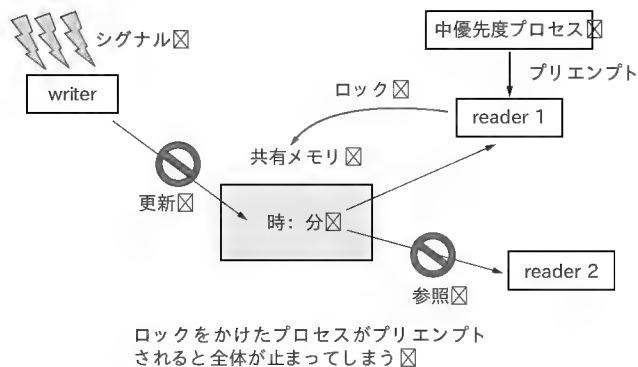 シグナル
中優先度プロセス
writer
プリエンプト
ロック
reader 1
共有メモリ
更新
時: 分
reader 2
参照
ロックをかけたプロセスがプリエンプト
されると全体が止まってしまう